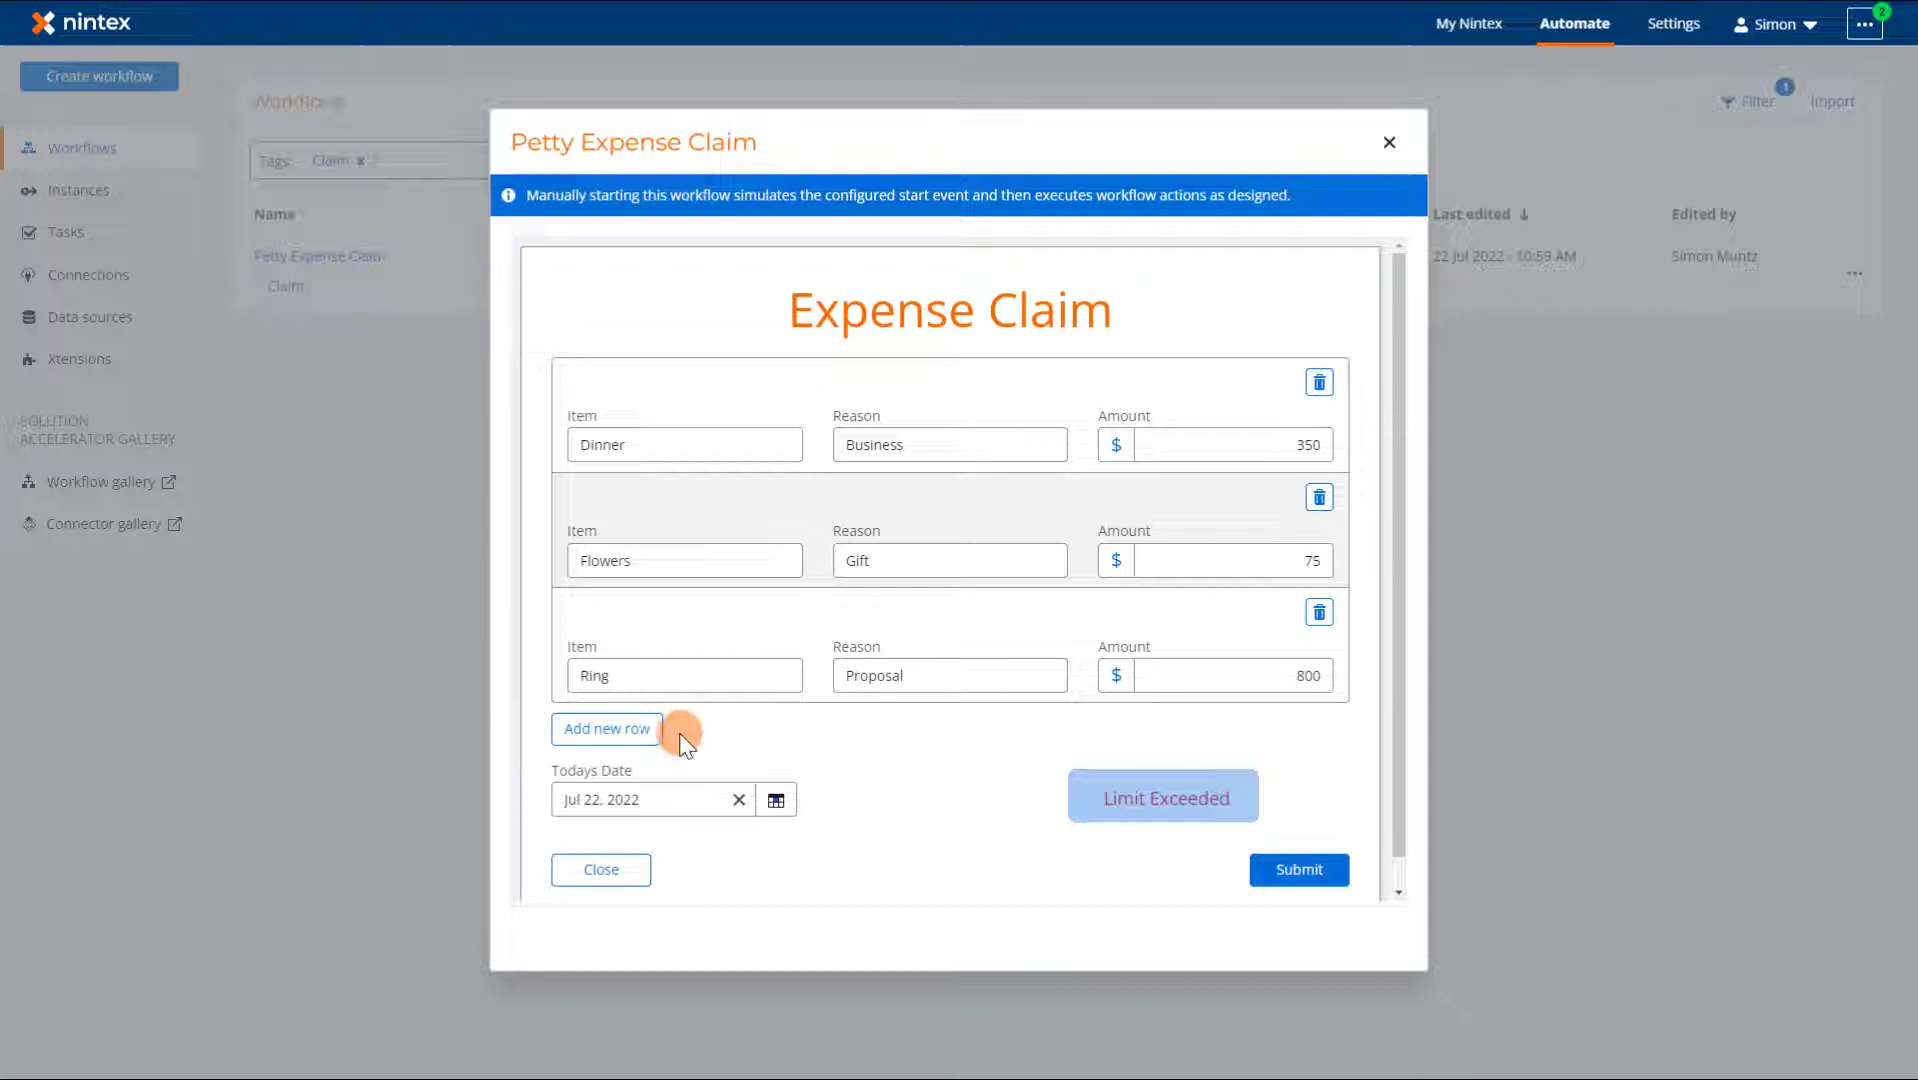 nintex
My Nintex
Automate
Settings
Simon
...
2
Create workflow
Workflows
Instances
Tasks
Connections
Data sources
Xtensions
SOLUTION
ACCELERATOR GALLERY
Workflow gallery
Connector gallery
Workflows
Filter
1
Import
Tags:
Claim
Name
Last edited
Edited by
Petty Expense Claim
22 Jul 2022 - 10:59 AM
Simon Muntz
...
Claim
Petty Expense Claim
Manually starting this workflow simulates the configured start event and then executes workflow actions as designed.
Expense Claim
Item
Reason
Amount
Dinner
Business
$
350
Item
Reason
Amount
Flowers
Gift
$
75
Item
Reason
Amount
Ring
Proposal
$
800
Add new row
Todays Date
Jul 22, 2022
Limit Exceeded
Close
Submit